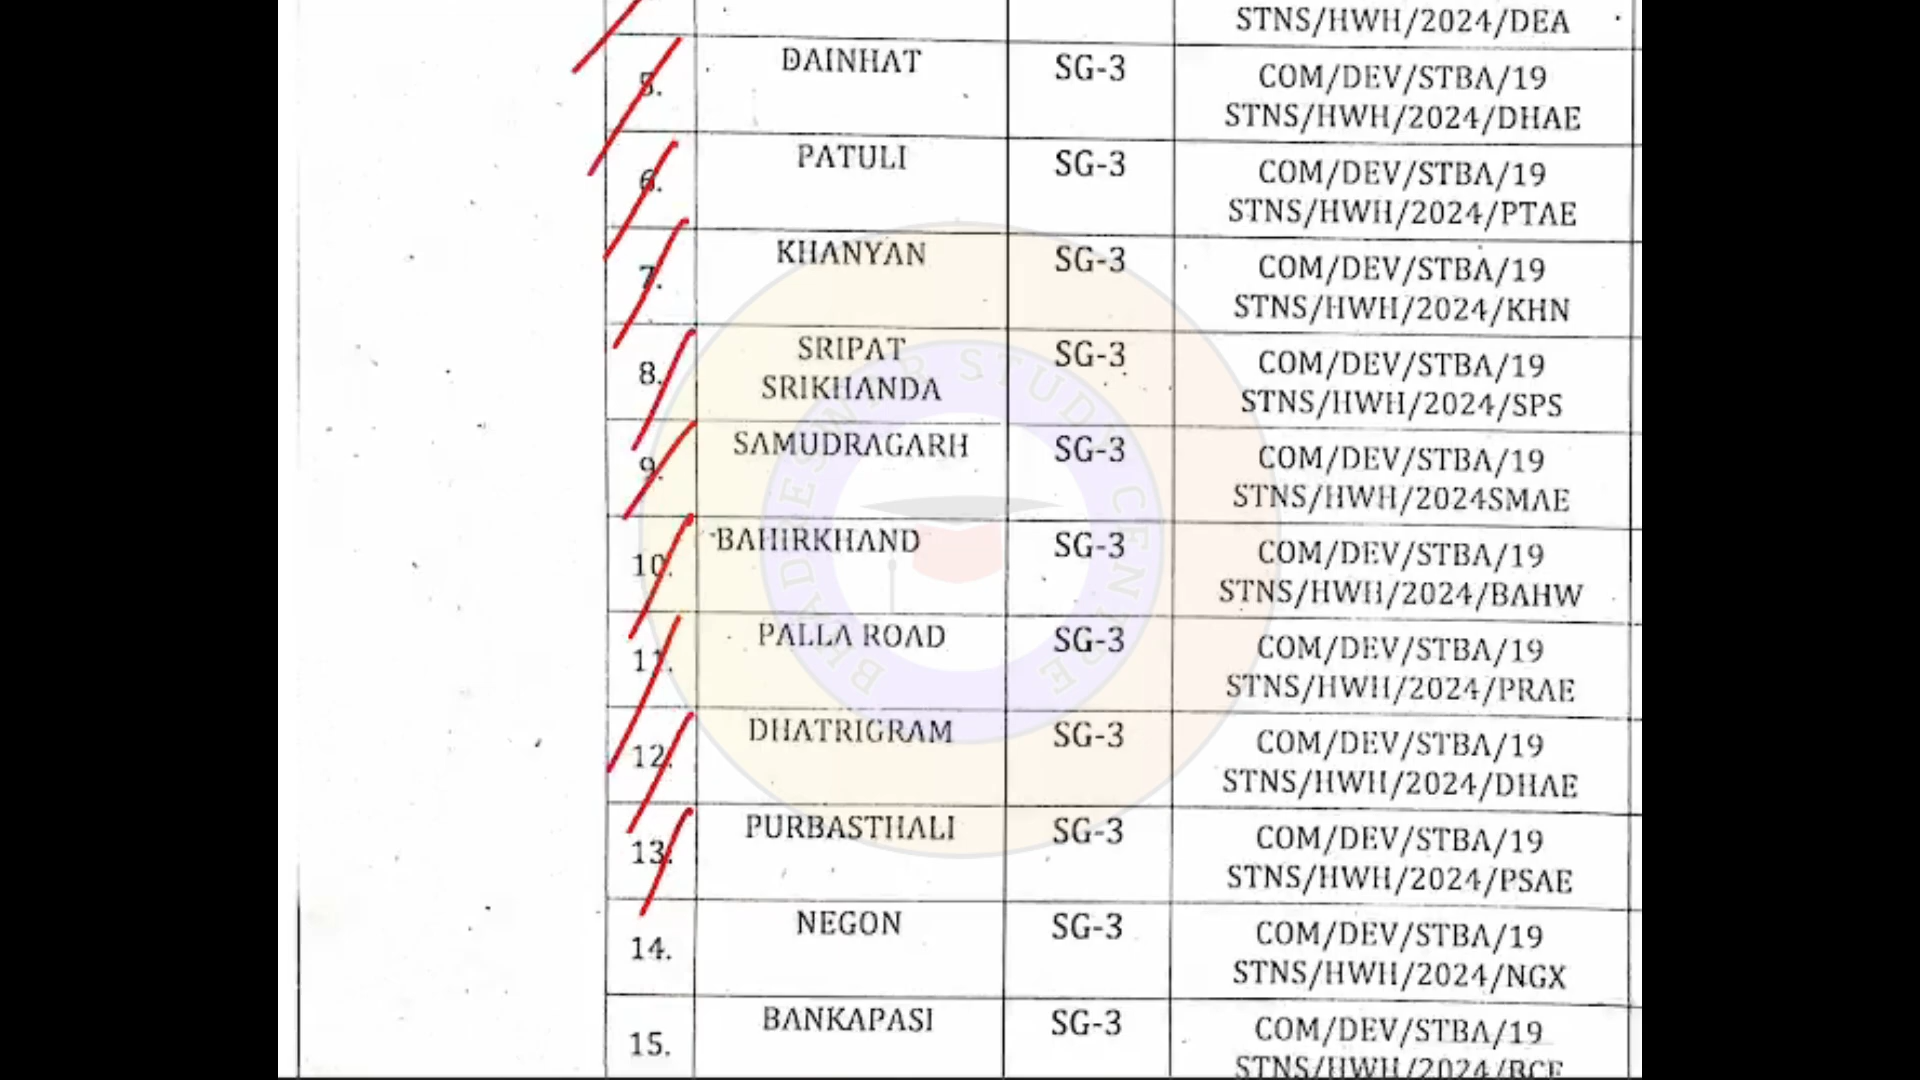 STNS/HWH/2024/DEA
5.
DAINHAT
SG-3
COM/DEV/STBA/19
STNS/HWH/2024/DHAE
6.
PATULI
SG-3
COM/DEV/STBA/19
STNS/HWH/2024/PTAE
7.
KHANYAN
SG-3
COM/DEV/STBA/19
STNS/HWH/2024/KHN
8.
SRIPAT
SRIKHANDA
SG-3
COM/DEV/STBA/19
STNS/HWH/2024/SPS
9.
SAMUDRAGARH
SG-3
COM/DEV/STBA/19
STNS/HWH/2024SMAE
10.
BAHIRKHAND
SG-3
COM/DEV/STBA/19
STNS/HWH/2024/BAHW
11.
PALLA ROAD
SG-3
COM/DEV/STBA/19
STNS/HWH/2024/PRAE
12.
DHATRIGRAM
SG-3
COM/DEV/STBA/19
STNS/HWH/2024/DHAE
13.
PURBASTHALI
SG-3
COM/DEV/STBA/19
STNS/HWH/2024/PSAE
14.
NEGON
SG-3
COM/DEV/STBA/19
STNS/HWH/2024/NGX
15.
BANKAPASI
SG-3
COM/DEV/STBA/19
STNS/HWH/2024/BCF
STUDY CENTRE